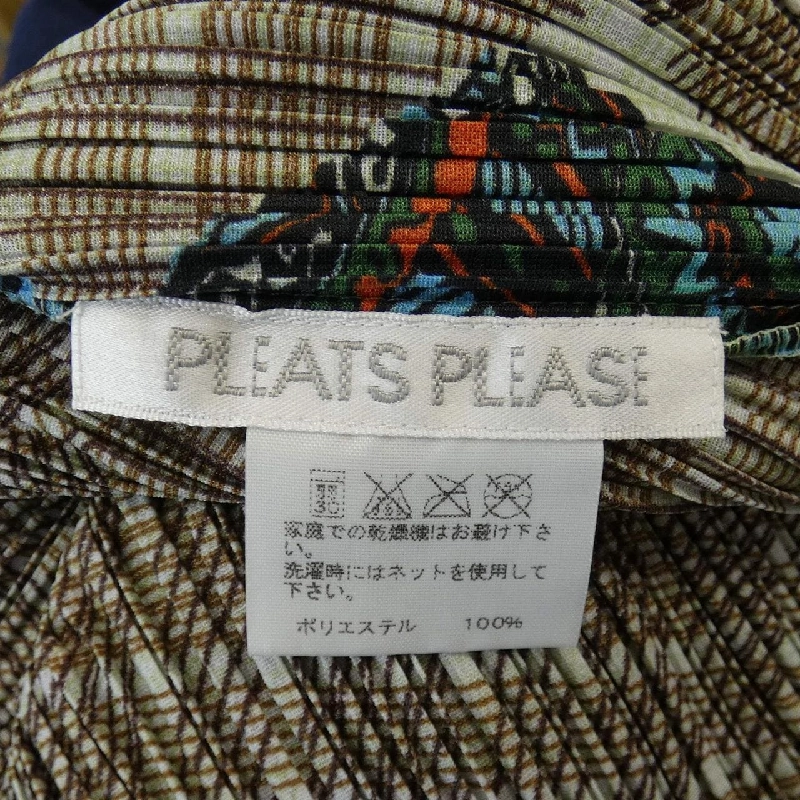 PLEATS PLEASE
30
家庭での乾燥機はお避け下さ
い。
洗濯時にはネットを使用して
下さい。
ポリエステル 100%